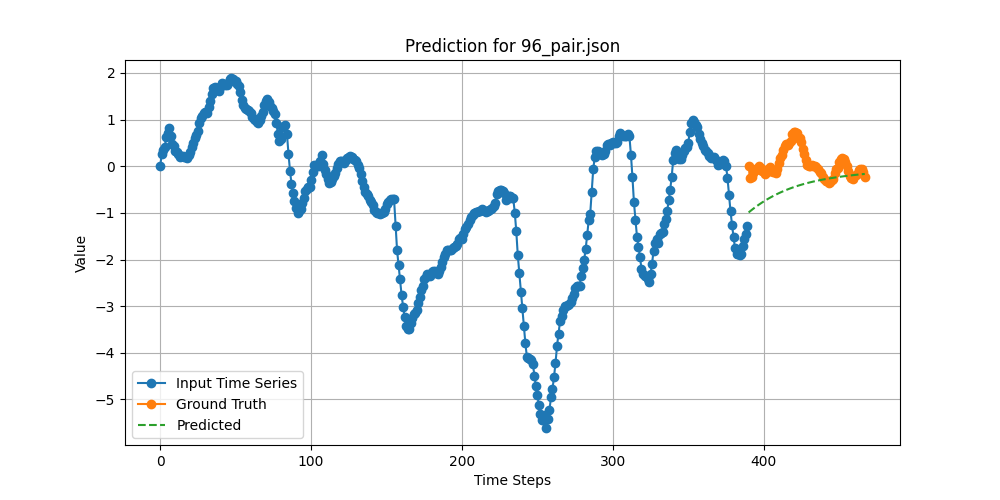 Prediction for 96_pair.json
Value
2
1
0
−1
−2
−3
−4
−5
Input Time Series
Ground Truth
Predicted
0 100 200 300 400
Time Steps